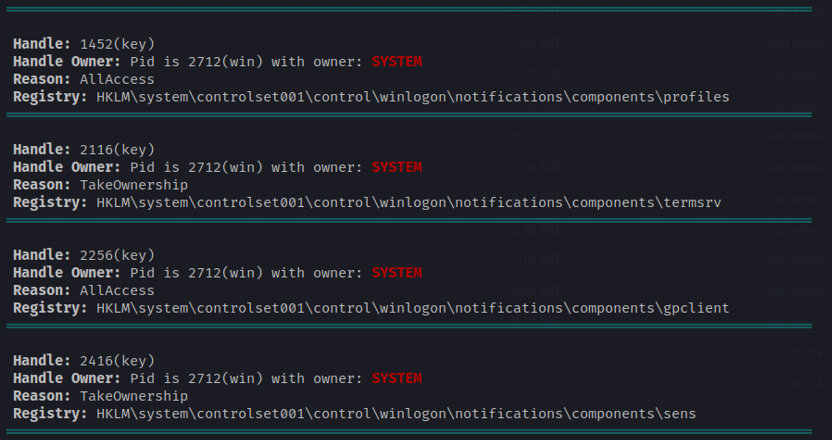 Handle: 1452(key)
Handle Owner: Pid is 2712(win) with owner: SYSTEM
Reason: AllAccess
Registry: HKLM\system\controlset001\control\winlogon\notifications\components\profiles
Handle: 2116(key)
Handle Owner: Pid is 2712(win) with owner: SYSTEM
Reason: TakeOwnership
Registry: HKLM\system\controlset001\control\winlogon\notifications\components\termsrv
Handle: 2256(key)
Handle Owner: Pid is 2712(win) with owner: SYSTEM
Reason: AllAccess
Registry: HKLM\system\controlset001\control\winlogon\notifications\components\gpclient
Handle: 2416(key)
Handle Owner: Pid is 2712(win) with owner: SYSTEM
Reason: TakeOwnership
Registry: HKLM\system\controlset001\control\winlogon\notifications\components\sens